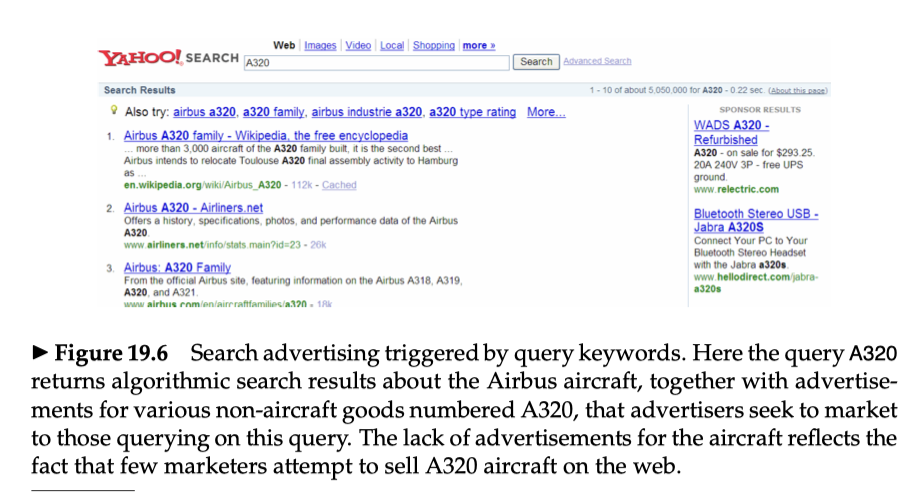 Web | Images | Video | Local | Shopping | more »
YAHOO! SEARCH A320 Search Advanced Search
Search Results 1 - 10 of about 5,050,000 for A320 - 0.22 sec. (About this page)
Also try: airbus a320, a320 family, airbus industrie a320, a320 type rating More...
1. Airbus A320 family - Wikipedia, the free encyclopedia
... more than 3,000 aircraft of the A320 family built, it is the second best ...
Airbus intends to relocate Toulouse A320 final assembly activity to Hamburg
as ...
en.wikipedia.org/wiki/Airbus_A320 - 112k - Cached
2. Airbus A320 - Airliners.net
Offers a history, specifications, photos, and performance data of the Airbus
A320.
www.airliners.net/info/stats.main?id=23 - 26k
3. Airbus: A320 Family
From the official Airbus site, featuring information on the Airbus A318, A319,
A320, and A321.
www.airbus.com/en/aircraftfamilies/a320 - 18k
SPONSOR RESULTS
WADS A320 -
Refurbished
A320 - on sale for $293.25.
20A 240V 3P - free UPS
ground.
www.relectric.com
Bluetooth Stereo USB -
Jabra A320S
Connect Your PC to Your
Bluetooth Stereo Headset
with the Jabra a320s.
www.hellodirect.com/jabra-
a320s
► Figure 19.6 Search advertising triggered by query keywords. Here the query A320
returns algorithmic search results about the Airbus aircraft, together with advertise-
ments for various non-aircraft goods numbered A320, that advertisers seek to market
to those querying on this query. The lack of advertisements for the aircraft reflects the
fact that few marketers attempt to sell A320 aircraft on the web.